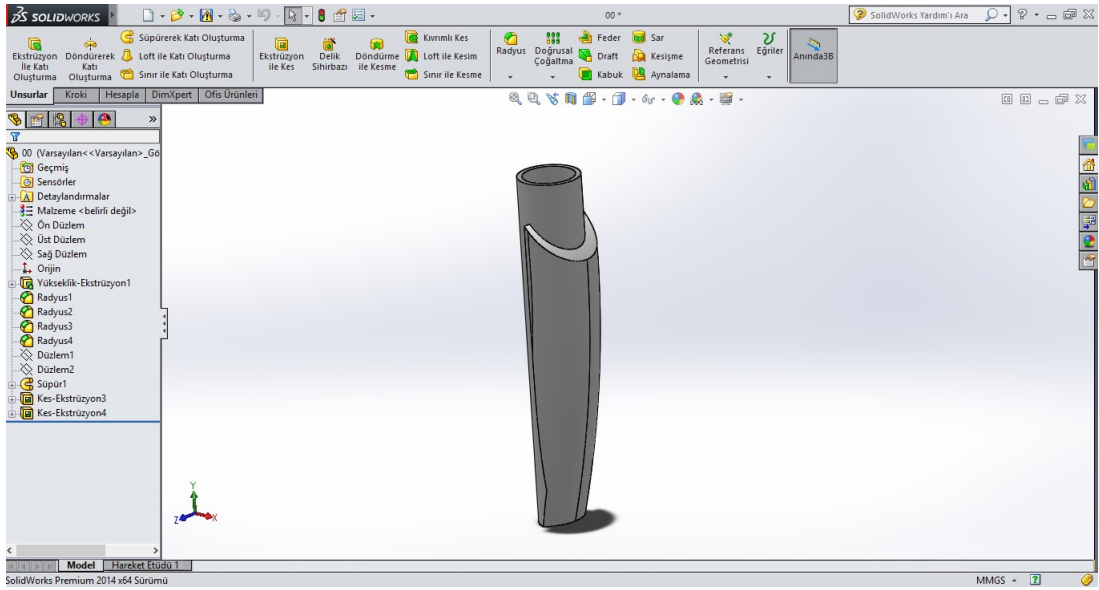 SOLIDWORKS
00 *
SolidWorks Yardım'ı Ara
Ekstrüzyon
İle Katı
Oluşturma
Döndürerek
Katı
Oluşturma
Süpürerek Katı Oluşturma
Loft ile Katı Oluşturma
Sınır ile Katı Oluşturma
Ekstrüzyon
ile Kes
Delik
Sihirbazı
Döndürme
ile Kesme
Kıvrımlı Kes
Loft ile Kesim
Sınır ile Kesme
Radyus
Doğrusal
Çoğaltma
Feder
Draft
Kabuk
Sar
Kesişme
Aynalama
Referans
Geometrisi
Eğriler
Anında3B
Unsurlar
Kroki
Hesapla
DimXpert
Ofis Ürünleri
00 (Varsayılan<<Varsayılan>_Gö
Geçmiş
Sensörler
Detaylandırmalar
Malzeme <belirli değil>
Ön Düzlem
Üst Düzlem
Sağ Düzlem
Orijin
Yükseklik-Ekstrüzyon1
Radyus1
Radyus2
Radyus3
Radyus4
Düzlem1
Düzlem2
Süpür1
Kes-Ekstrüzyon3
Kes-Ekstrüzyon4
Y
Z
X
Model
Hareket Etüdü 1
SolidWorks Premium 2014 x64 Sürümü
MMGS